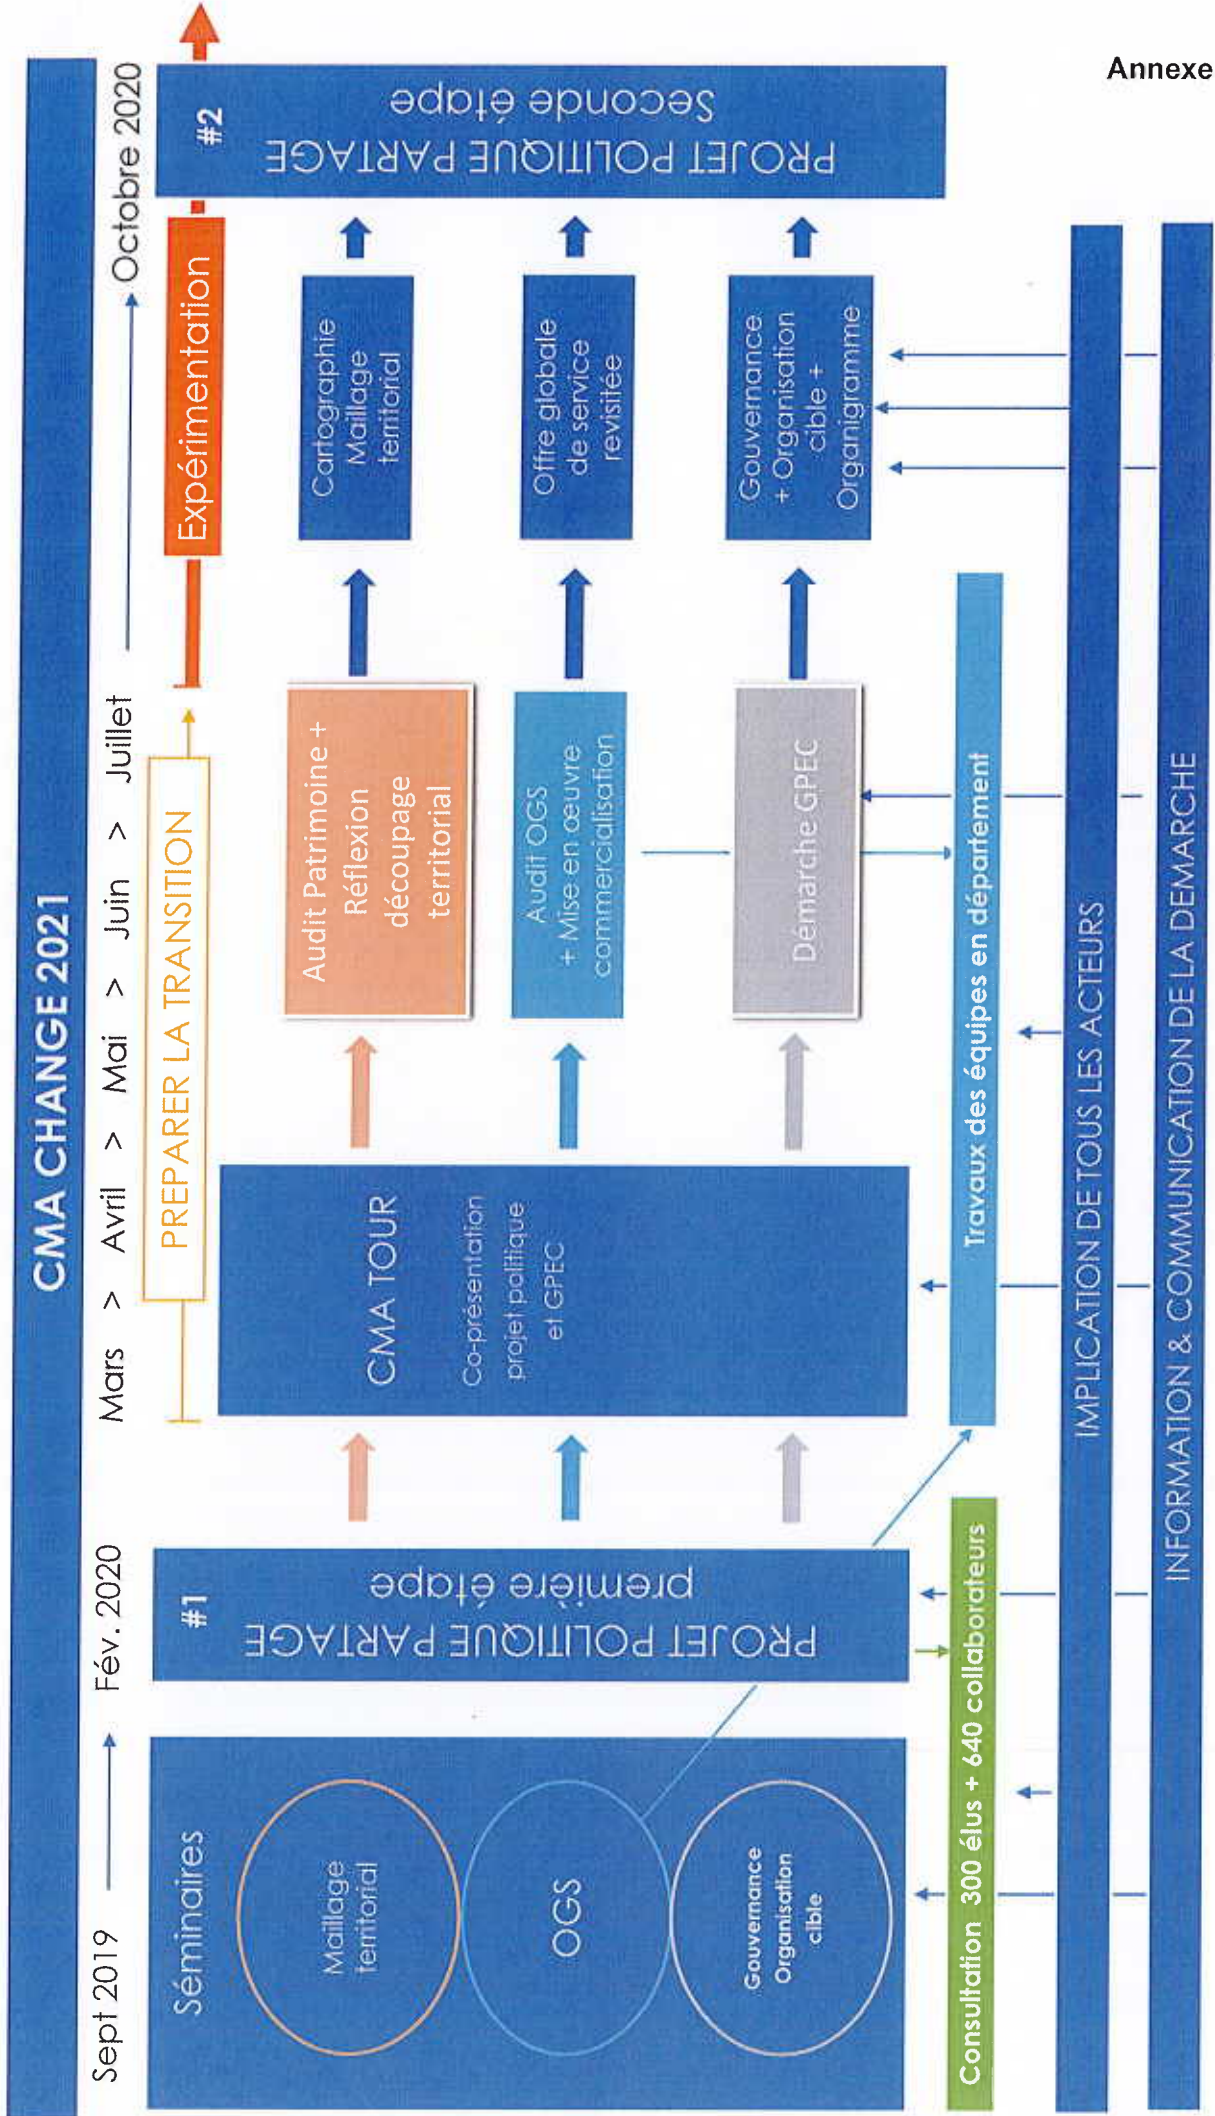 Annexe
CMA CHANGE 2021
Sept 2019
Fév. 2020
Mars > Avril > Mai > Juin > Juillet
Octobre 2020
PREPARER LA TRANSITION
Expérimentation
Séminaires
Maillage
territorial
OGS
Gouvernance
Organisation
cible
#1
PROJET POLITIQUE PARTAGE
première étape
CMA TOUR
Co-présentation
projet politique
et GPEC
Audit Patrimoine +
Réflexion
découpage
territorial
Audit OGS
+ Mise en œuvre
commercialisation
Démarche GPEC
Cartographie
Maillage
territorial
Offre globale
de service
revisitée
Gouvernance
+ Organisation
cible +
Organigramme
#2
PROJET POLITIQUE PARTAGE
Seconde étape
Consultation 300 élus + 640 collaborateurs
Travaux des équipes en département
IMPLICATION DE TOUS LES ACTEURS
INFORMATION & COMMUNICATION DE LA DEMARCHE